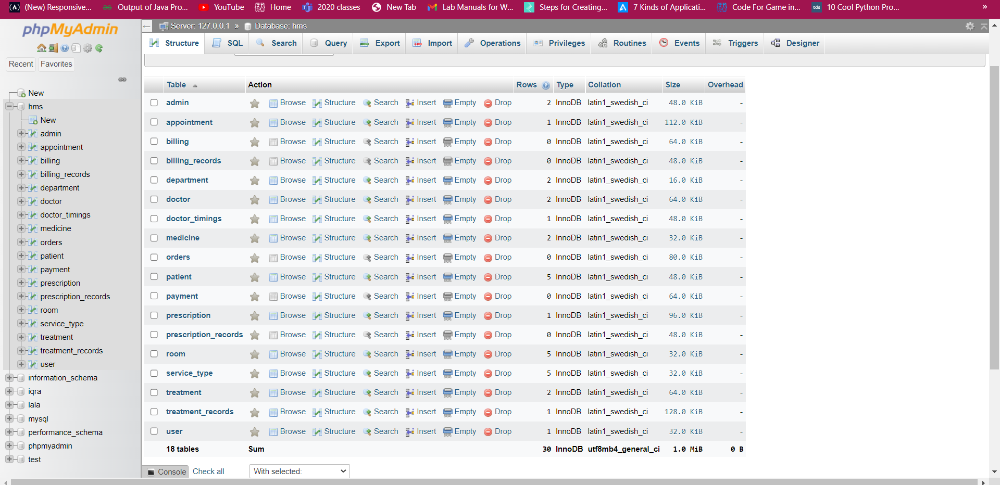 (New) Responsive... Output of Java Pro... YouTube Home 2020 classes New Tab Lab Manuals for W... Steps for Creating... 7 Kinds of Applicati... Code For Game in... tds 10 Cool Python Pro... »
phpMyAdmin
Recent Favorites
New
hms
New
admin
appointment
billing
billing_records
department
doctor
doctor_timings
medicine
orders
patient
payment
prescription
prescription_records
room
service_type
treatment
treatment_records
user
information_schema
iqra
lala
mysql
performance_schema
phpmyadmin
test
Server: 127.0.0.1 » Database: hms
Structure SQL Search Query Export Import Operations Privileges Routines Events Triggers Designer
Table Action Rows Type Collation Size Overhead
admin Browse Structure Search Insert Empty Drop 2 InnoDB latin1_swedish_ci 48.0 KiB -
appointment Browse Structure Search Insert Empty Drop 1 InnoDB latin1_swedish_ci 112.0 KiB -
billing Browse Structure Search Insert Empty Drop 0 InnoDB latin1_swedish_ci 64.0 KiB -
billing_records Browse Structure Search Insert Empty Drop 0 InnoDB latin1_swedish_ci 48.0 KiB -
department Browse Structure Search Insert Empty Drop 2 InnoDB latin1_swedish_ci 16.0 KiB -
doctor Browse Structure Search Insert Empty Drop 2 InnoDB latin1_swedish_ci 64.0 KiB -
doctor_timings Browse Structure Search Insert Empty Drop 1 InnoDB latin1_swedish_ci 48.0 KiB -
medicine Browse Structure Search Insert Empty Drop 2 InnoDB latin1_swedish_ci 32.0 KiB -
orders Browse Structure Search Insert Empty Drop 0 InnoDB latin1_swedish_ci 80.0 KiB -
patient Browse Structure Search Insert Empty Drop 5 InnoDB latin1_swedish_ci 48.0 KiB -
payment Browse Structure Search Insert Empty Drop 0 InnoDB latin1_swedish_ci 64.0 KiB -
prescription Browse Structure Search Insert Empty Drop 1 InnoDB latin1_swedish_ci 96.0 KiB -
prescription_records Browse Structure Search Insert Empty Drop 0 InnoDB latin1_swedish_ci 48.0 KiB -
room Browse Structure Search Insert Empty Drop 5 InnoDB latin1_swedish_ci 32.0 KiB -
service_type Browse Structure Search Insert Empty Drop 5 InnoDB latin1_swedish_ci 32.0 KiB -
treatment Browse Structure Search Insert Empty Drop 2 InnoDB latin1_swedish_ci 64.0 KiB -
treatment_records Browse Structure Search Insert Empty Drop 1 InnoDB latin1_swedish_ci 128.0 KiB -
user Browse Structure Search Insert Empty Drop 1 InnoDB latin1_swedish_ci 32.0 KiB -
18 tables Sum 30 InnoDB utf8mb4_general_ci 1.0 MiB 0 B
Console Check all With selected: